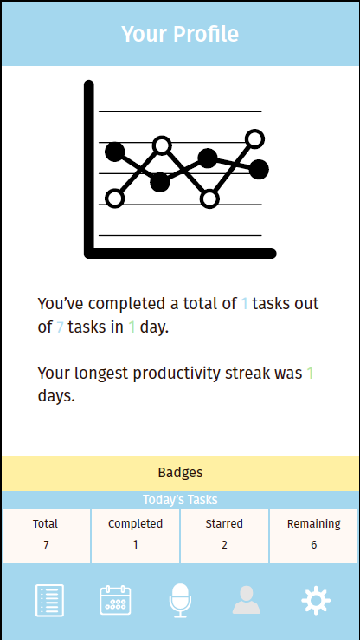 Your Profile
You've completed a total of 1 tasks out
of 7 tasks in 1 day.
Your longest productivity streak was 1
days.
Badges
Today's Tasks
Total Completed Starred Remaining
7 1 2 6